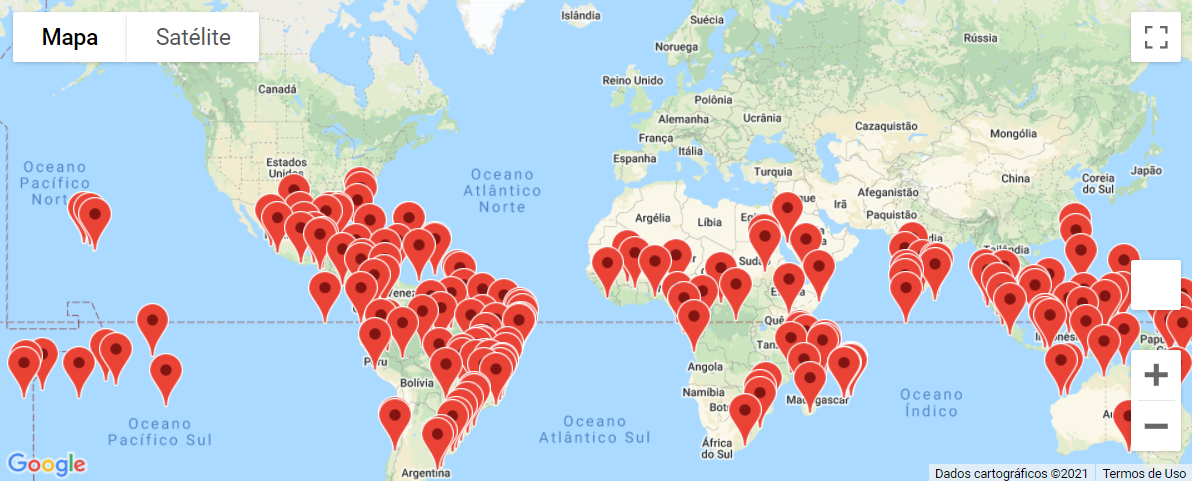 Mapa
Satélite
Islândia
Suécia
Noruega
Rússia
Canadá
Reino Unido
Polônia
Alemanha
Ucrânia
França
Cazaquistão
Mongólia
Itália
Espanha
Estados
Unidos
Oceano
Pacífico
Norte
Oceano
Atlântico
Norte
Turquia
China
Coreia
do Sul
Japão
Afeganistão
Irã
Paquistão
Argélia
Líbia
Tailândia
Peru
Bolívia
Angola
Namíbia
Madagascar
Oceano
Pacífico Sul
Oceano
Atlântico Sul
Oceano
Índico
África
do Sul
Argentina
Google
Dados cartográficos ©2021
Termos de Uso